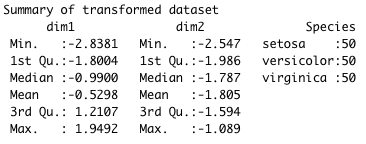 Summary of transformed dataset
      dim1              dim2              Species
 Min.   :-2.8381   Min.   :-2.547   setosa    :50
 1st Qu.:-1.8004   1st Qu.:-1.986   versicolor:50
 Median :-0.9900   Median :-1.787   virginica :50
 Mean   :-0.5298   Mean   :-1.805
 3rd Qu.: 1.2107   3rd Qu.:-1.594
 Max.   : 1.9492   Max.   :-1.089